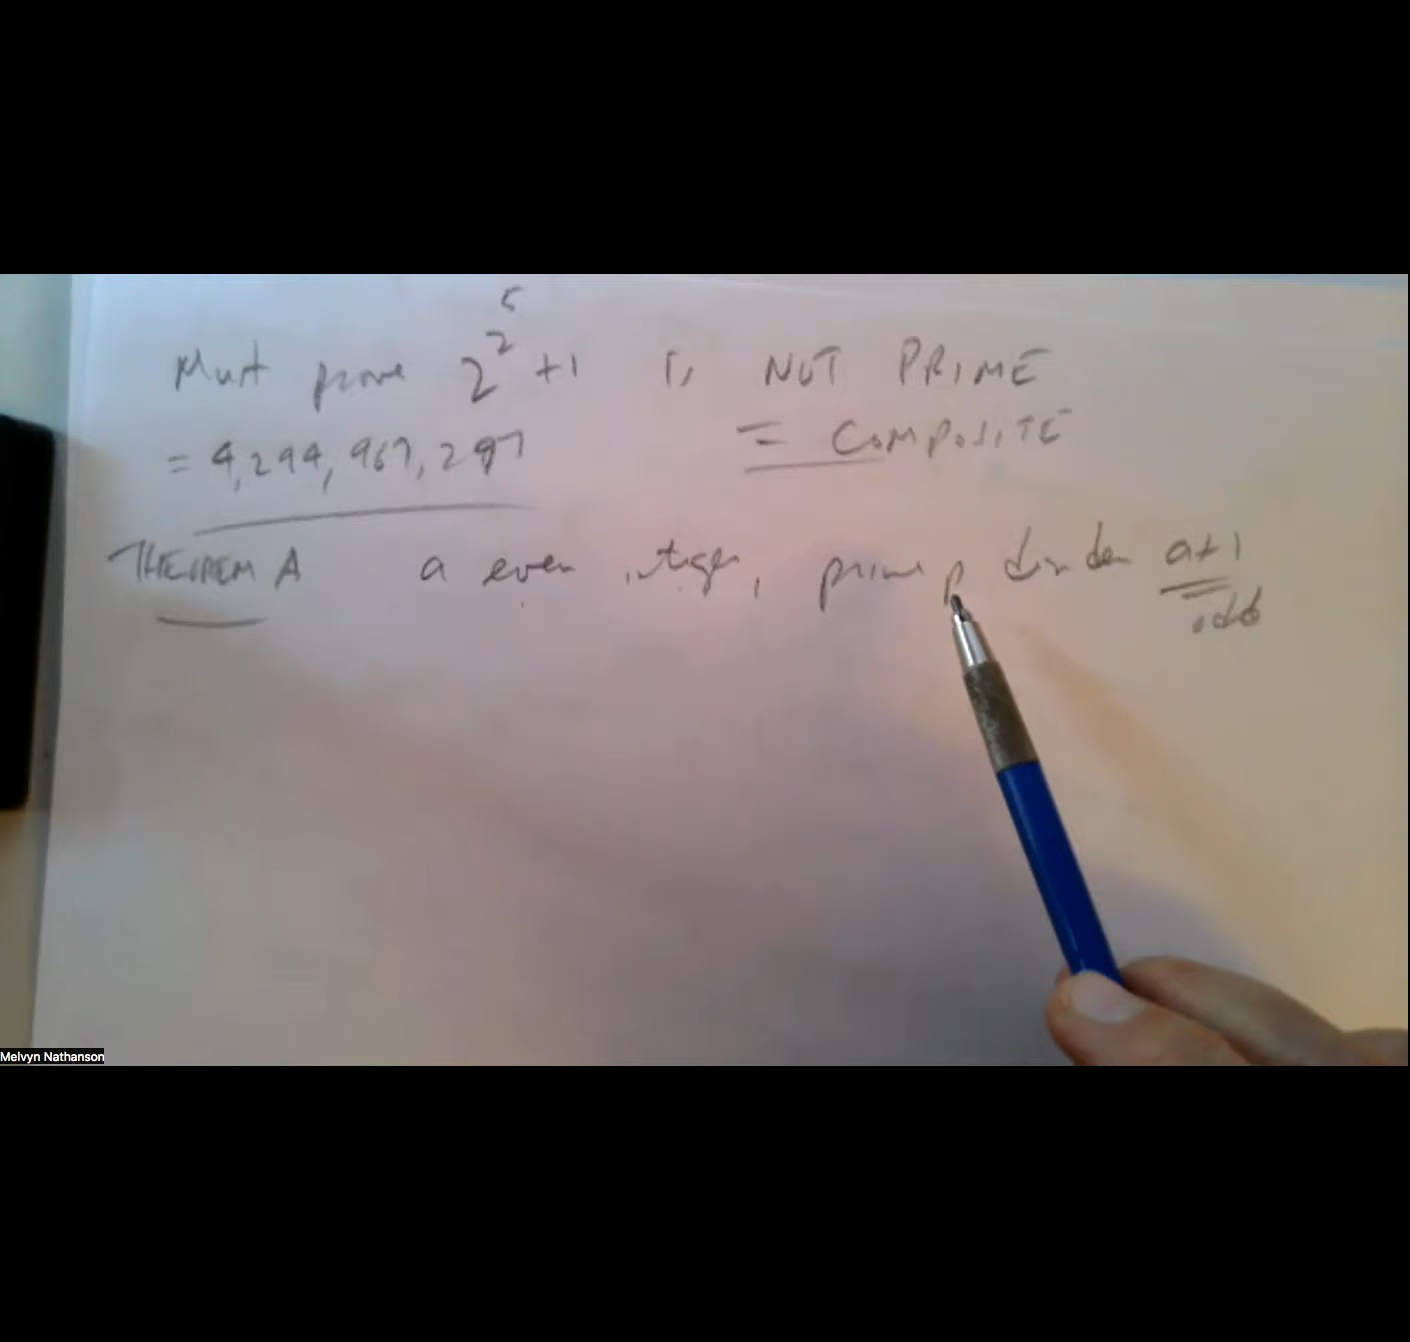 Must prove 2^2^5 +1 is NOT PRIME
= 4,294,967,297 = COMPOSITE
THEOREM A a even integer, prime p divides a+1
odd
Melvyn Nathanson